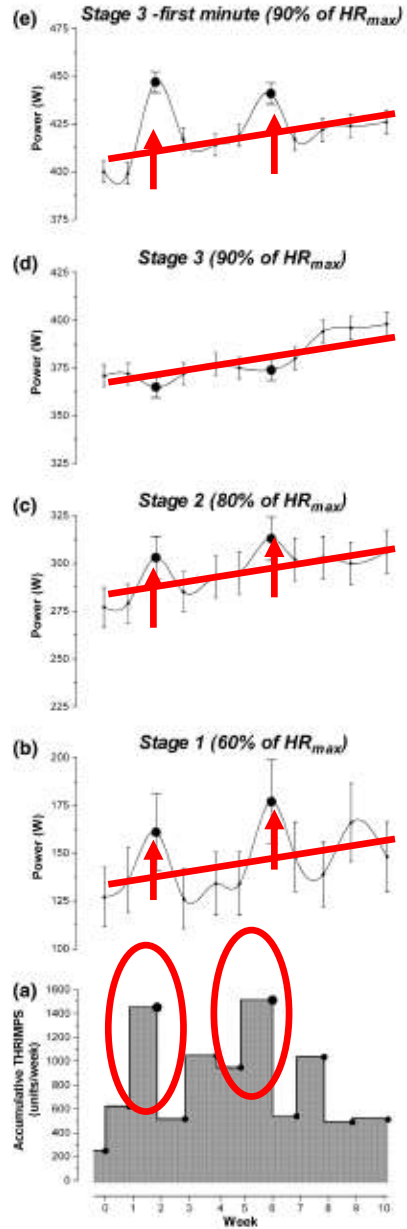 (e) Stage 3 -first minute (90% of HRmax)
475
450
425
400
375
Power (W)
(d) Stage 3 (90% of HRmax)
425
400
375
350
325
Power (W)
(c) Stage 2 (80% of HRmax)
325
300
275
250
225
Power (W)
(b) Stage 1 (60% of HRmax)
200
175
150
125
100
Power (W)
(a)
1600
1400
1200
1000
800
600
400
200
0
Accumulative THRIMPS
(units/week)
0 1 2 3 4 5 6 7 8 9 10
Week